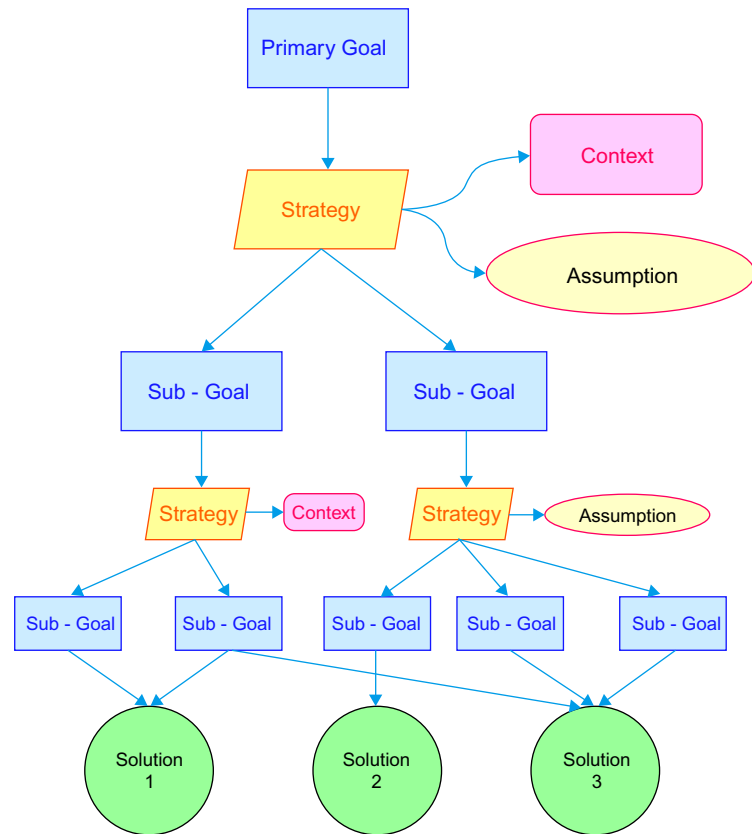 Primary Goal
Context
Strategy
Assumption
Sub - Goal
Sub - Goal
Strategy
Context
Strategy
Assumption
Sub - Goal
Sub - Goal
Sub - Goal
Sub - Goal
Sub - Goal
Solution
1
Solution
2
Solution
3